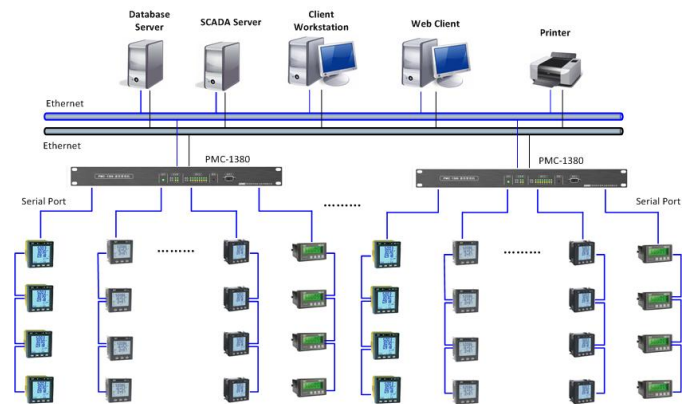 Database
Server
SCADA Server
Client
Workstation
Web Client
Printer
Ethernet
Ethernet
PMC-1380
PMC-1380
Serial Port
Serial Port